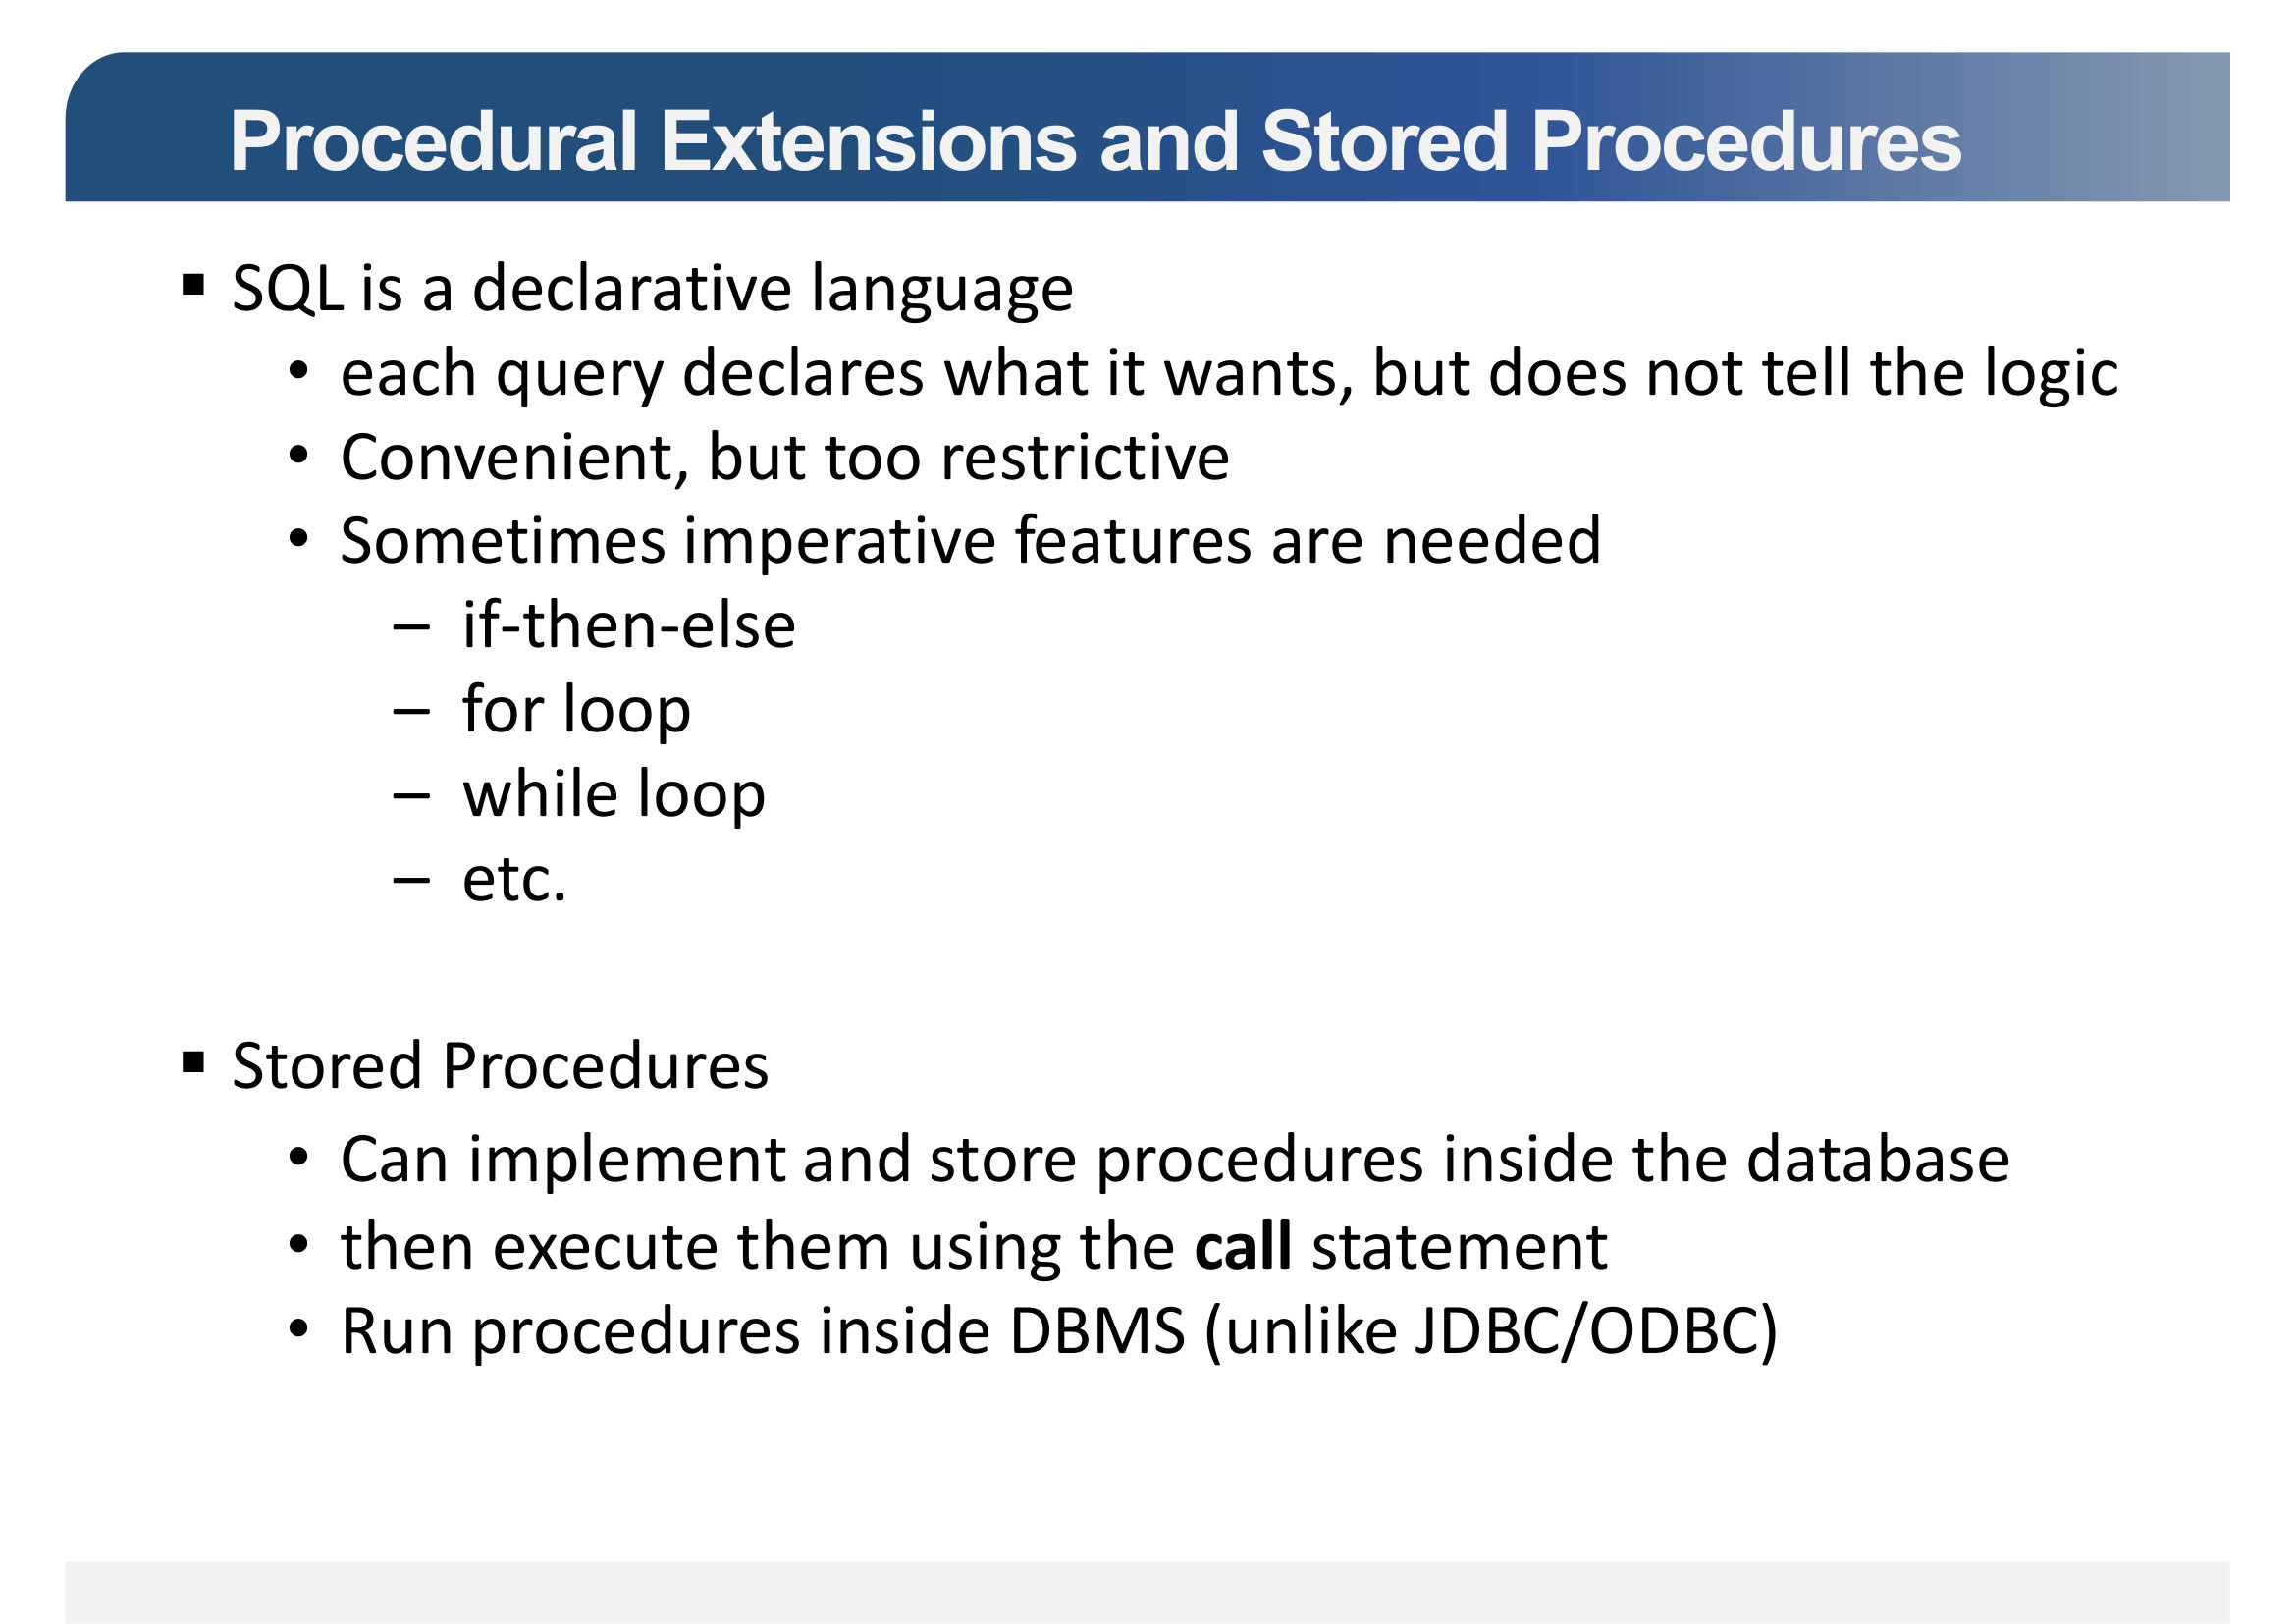 Procedural Extensions and Stored Procedures
▪ SQL is a declarative language
• each query declares what it wants, but does not tell the logic
• Convenient, but too restrictive
• Sometimes imperative features are needed
– if-then-else
– for loop
– while loop
– etc.
▪ Stored Procedures
• Can implement and store procedures inside the database
• then execute them using the call statement
• Run procedures inside DBMS (unlike JDBC/ODBC)